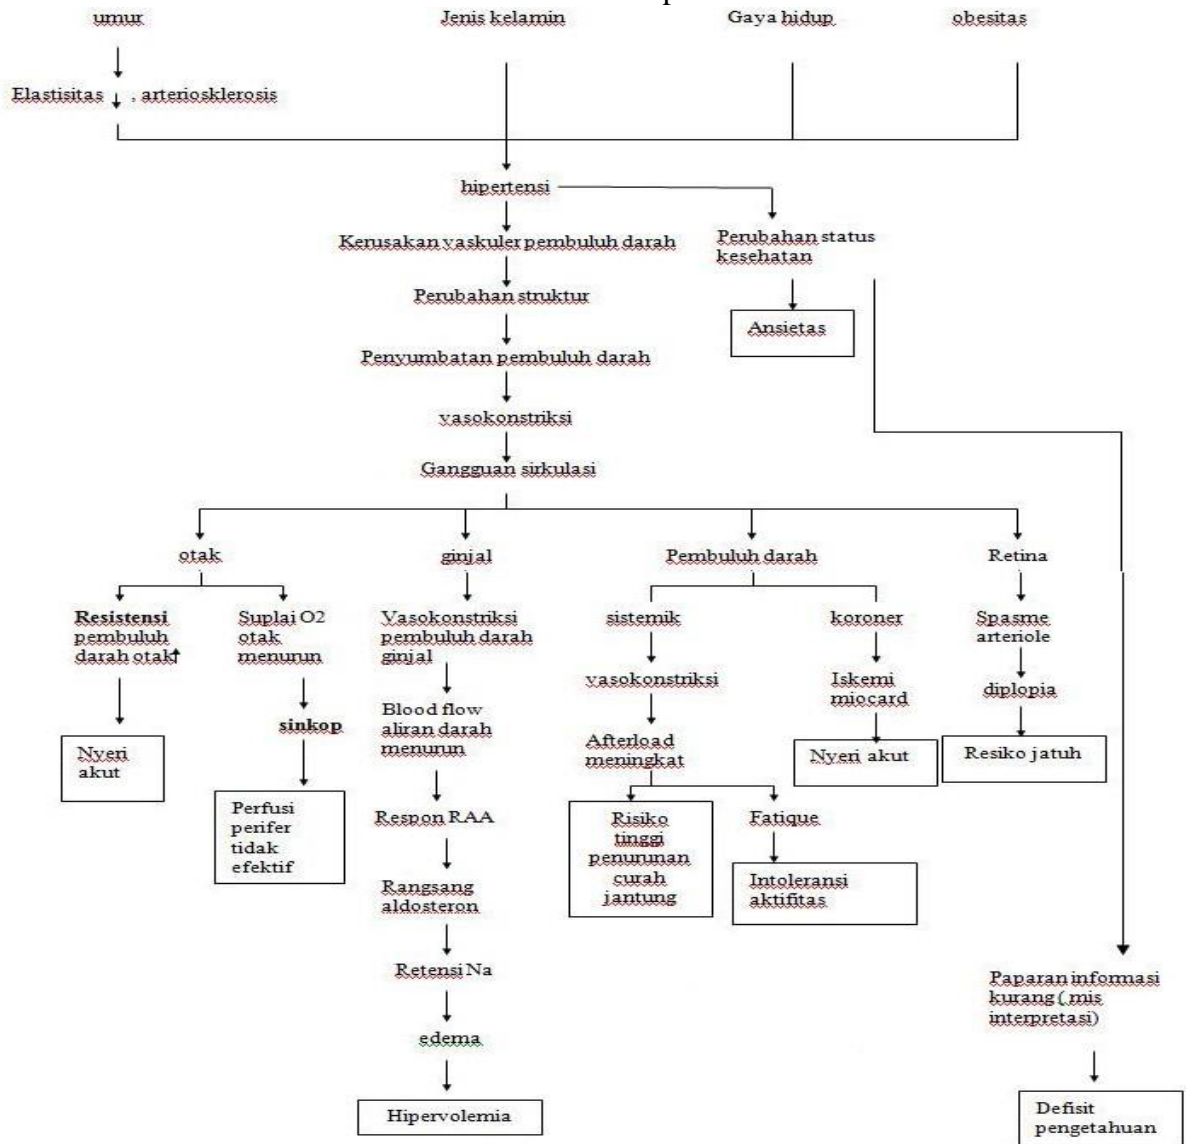 umur
Jenis kelamin
Gaya hidup
obesitas
Elastisitas , arteriosklerosis
hipertensi
Kerusakan vaskuler pembuluh darah
Perubahan status
kesehatan
Perubahan struktur
Ansietas
Penyumbatan pembuluh darah
vasokonstriksi
Gangguan sirkulasi
otak
ginjal
Pembuluh darah
Retina
Resistensi
pembuluh
darah otak
Suplai O2
otak
menurun
Vasokonstriksi
pembuluh darah
ginjal
sistemik
koroner
Spasme
arteriole
vasokonstriksi
Iskemi
miocard
diplopia
sinkop
Blood flow
aliran darah
menurun
Afterload
meningkat
Nyeri
akut
Nyeri akut
Resiko jatuh
Perfusi
perifer
tidak
efektif
Respon RAA
Risiko
tinggi
penurunan
curah
jantung
Fatique
Rangsang
aldosteron
Intoleransi
aktifitas
Retensi Na
Paparan informasi
kurang ( mis
interpretasi)
edema
Hipervolemia
Defisit
pengetahuan